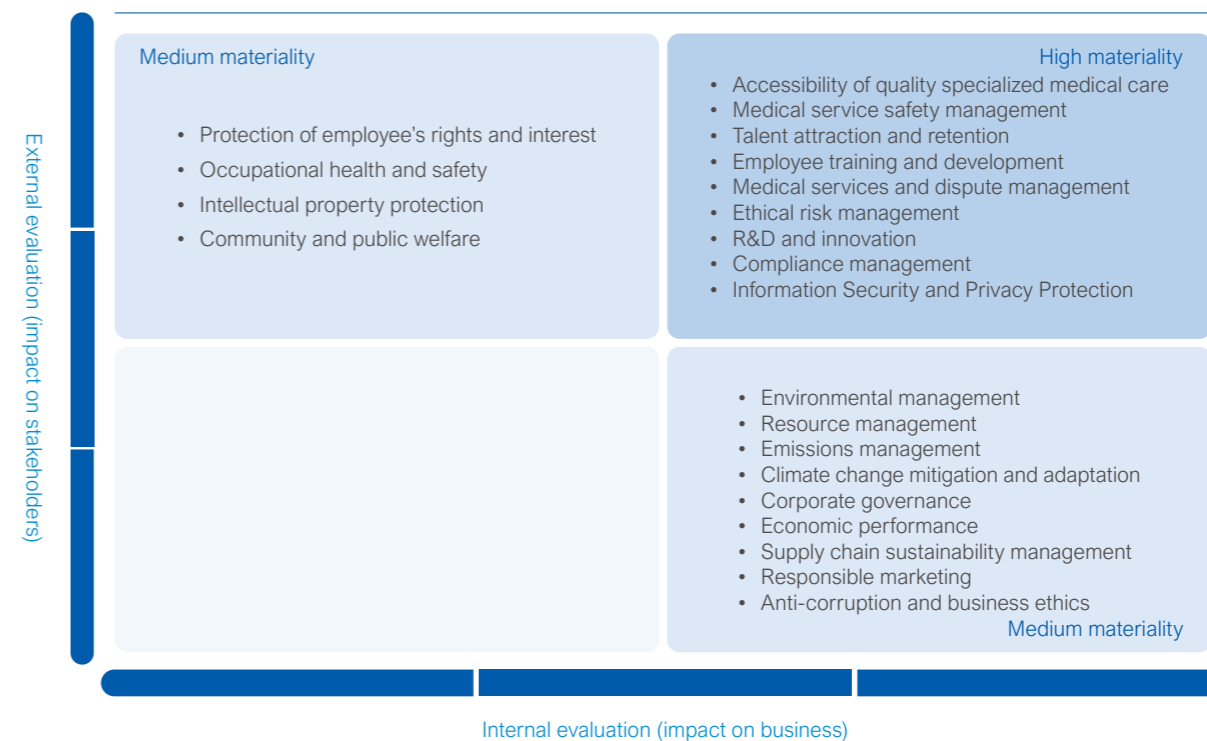 External evaluation (impact on stakeholders)
Medium materiality
• Protection of employee’s rights and interest
• Occupational health and safety
• Intellectual property protection
• Community and public welfare
High materiality
• Accessibility of quality specialized medical care
• Medical service safety management
• Talent attraction and retention
• Employee training and development
• Medical services and dispute management
• Ethical risk management
• R&D and innovation
• Compliance management
• Information Security and Privacy Protection
• Environmental management
• Resource management
• Emissions management
• Climate change mitigation and adaptation
• Corporate governance
• Economic performance
• Supply chain sustainability management
• Responsible marketing
• Anti-corruption and business ethics
Medium materiality
Internal evaluation (impact on business)